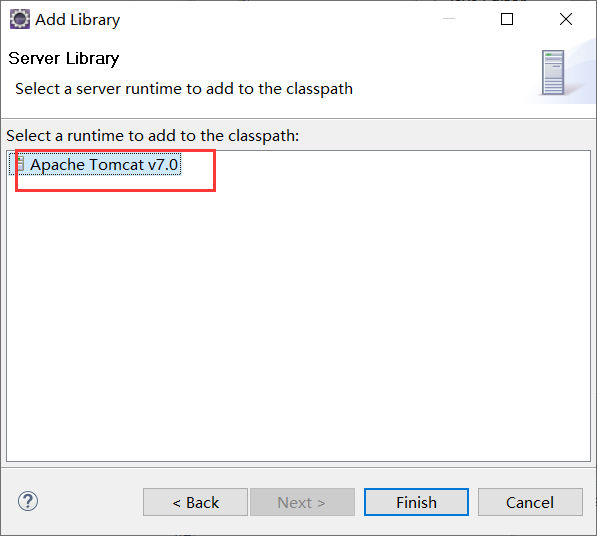 Add Library
Server Library
Select a server runtime to add to the classpath
Select a runtime to add to the classpath:
Apache Tomcat v7.0
?
< Back
Next >
Finish
Cancel